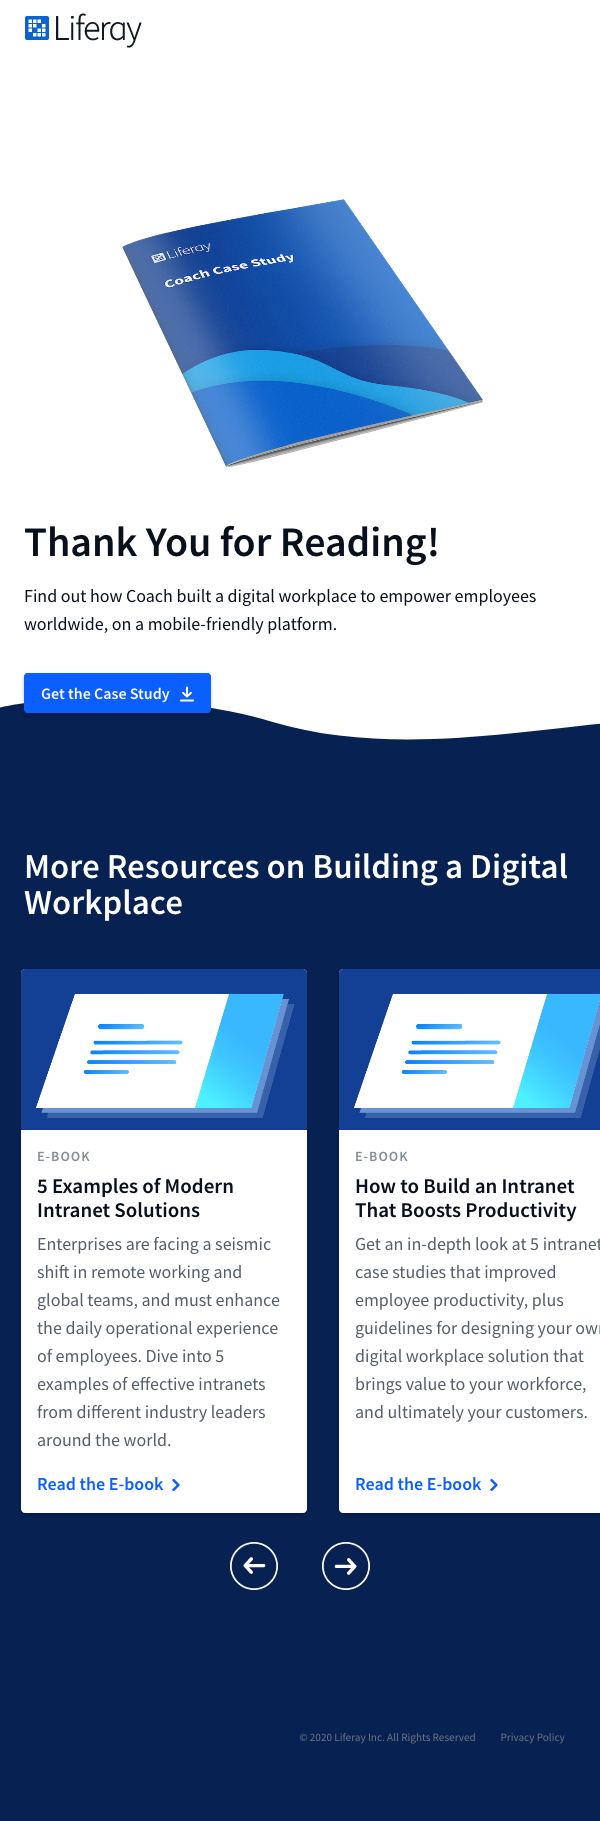 Liferay
Liferay
Coach Case Study
Thank You for Reading!
Find out how Coach built a digital workplace to empower employees
worldwide, on a mobile-friendly platform.
Get the Case Study
More Resources on Building a Digital
Workplace
E-BOOK
5 Examples of Modern
Intranet Solutions
Enterprises are facing a seismic
shift in remote working and
global teams, and must enhance
the daily operational experience
of employees. Dive into 5
examples of effective intranets
from different industry leaders
around the world.
Read the E-book
E-BOOK
How to Build an Intranet
That Boosts Productivity
Get an in-depth look at 5 intranet
case studies that improved
employee productivity, plus
guidelines for designing your own
digital workplace solution that
brings value to your workforce,
and ultimately your customers.
Read the E-book
© 2020 Liferay Inc. All Rights Reserved
Privacy Policy